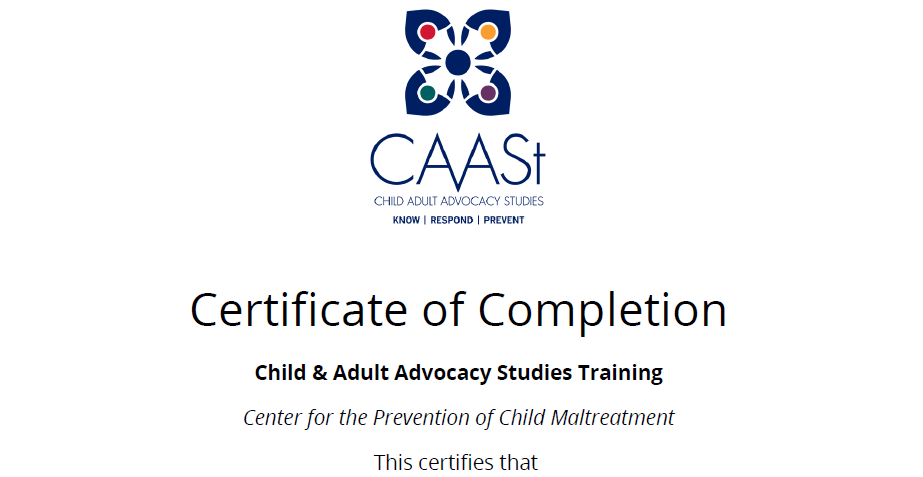 CAASt
CHILD ADULT ADVOCACY STUDIES
KNOW | RESPOND | PREVENT
Certificate of Completion
Child & Adult Advocacy Studies Training
Center for the Prevention of Child Maltreatment
This certifies that